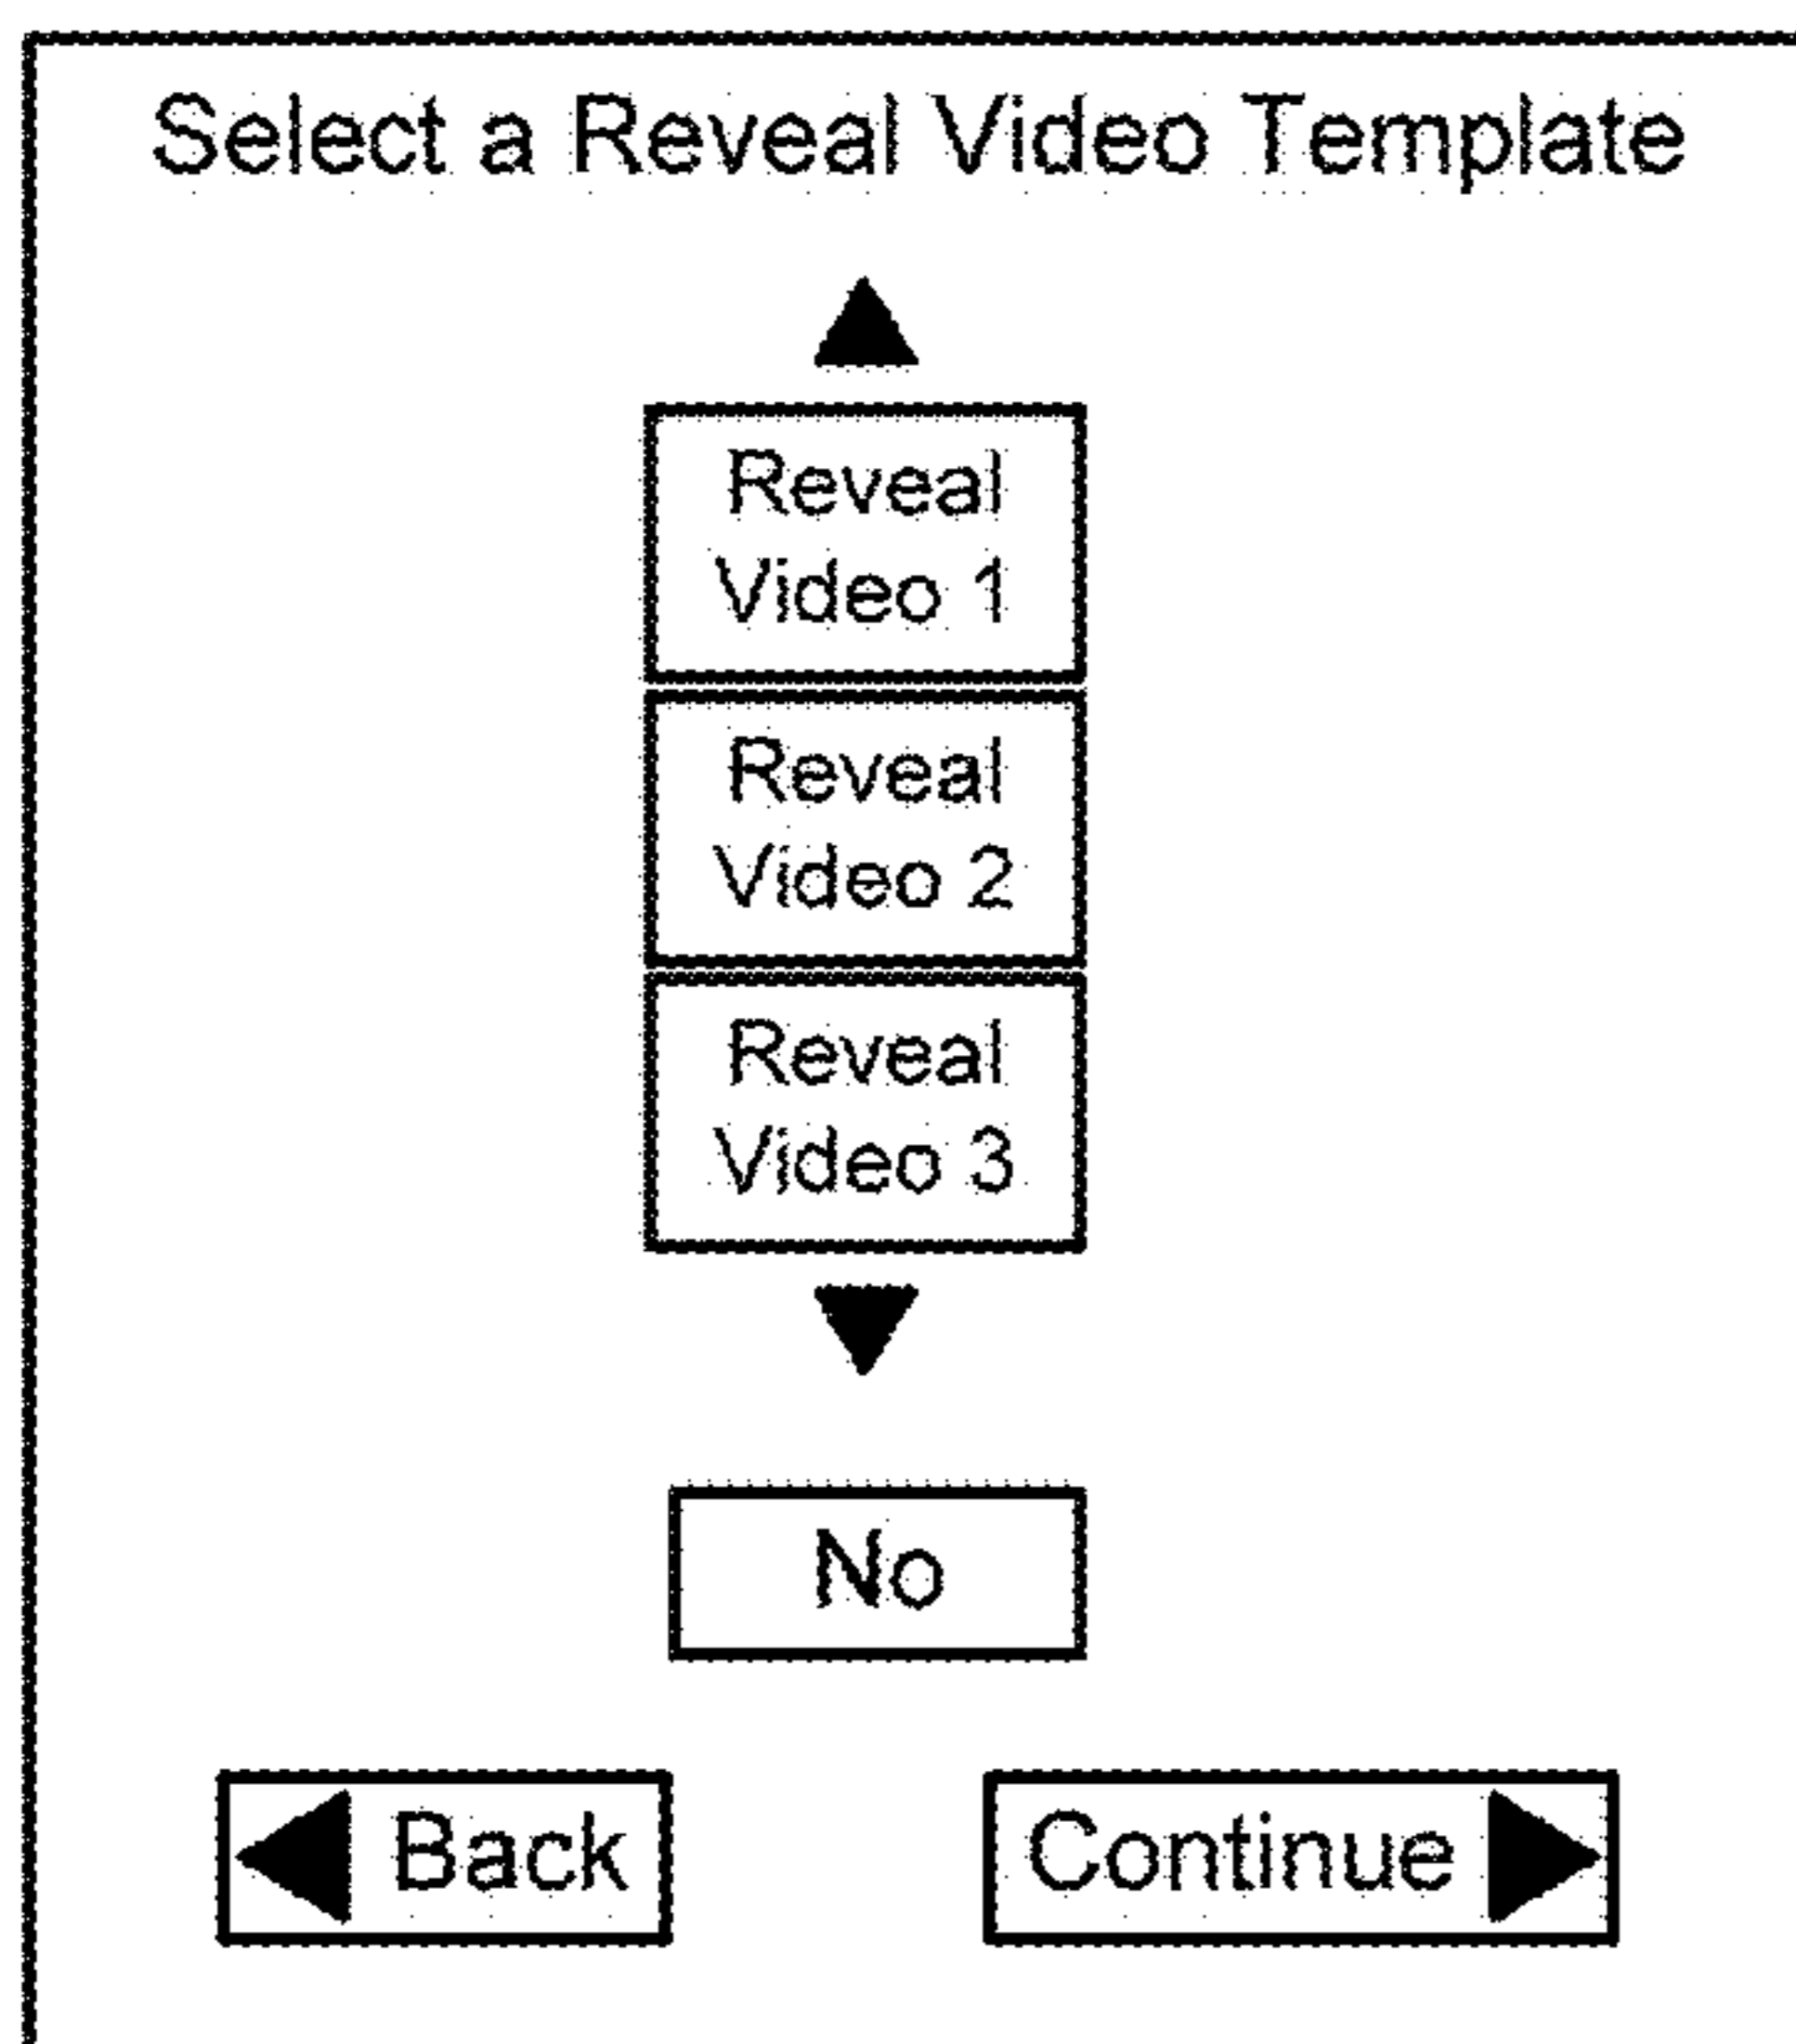 Select a Reveal Video Template
Reveal
Video 1
Reveal
Video 2
Reveal
Video 3
No
Back
Continue